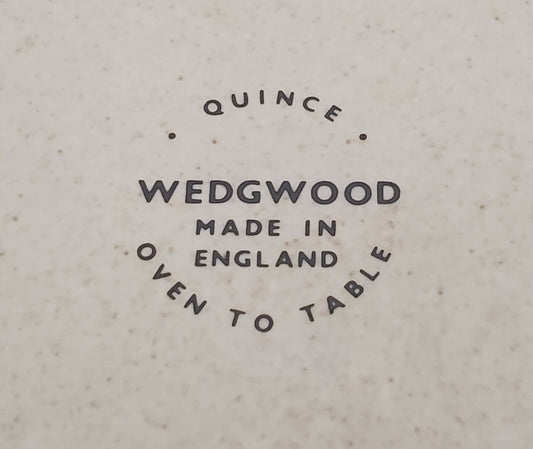 QUINCE
WEDGWOOD
MADE IN
ENGLAND
OVEN TO TABLE